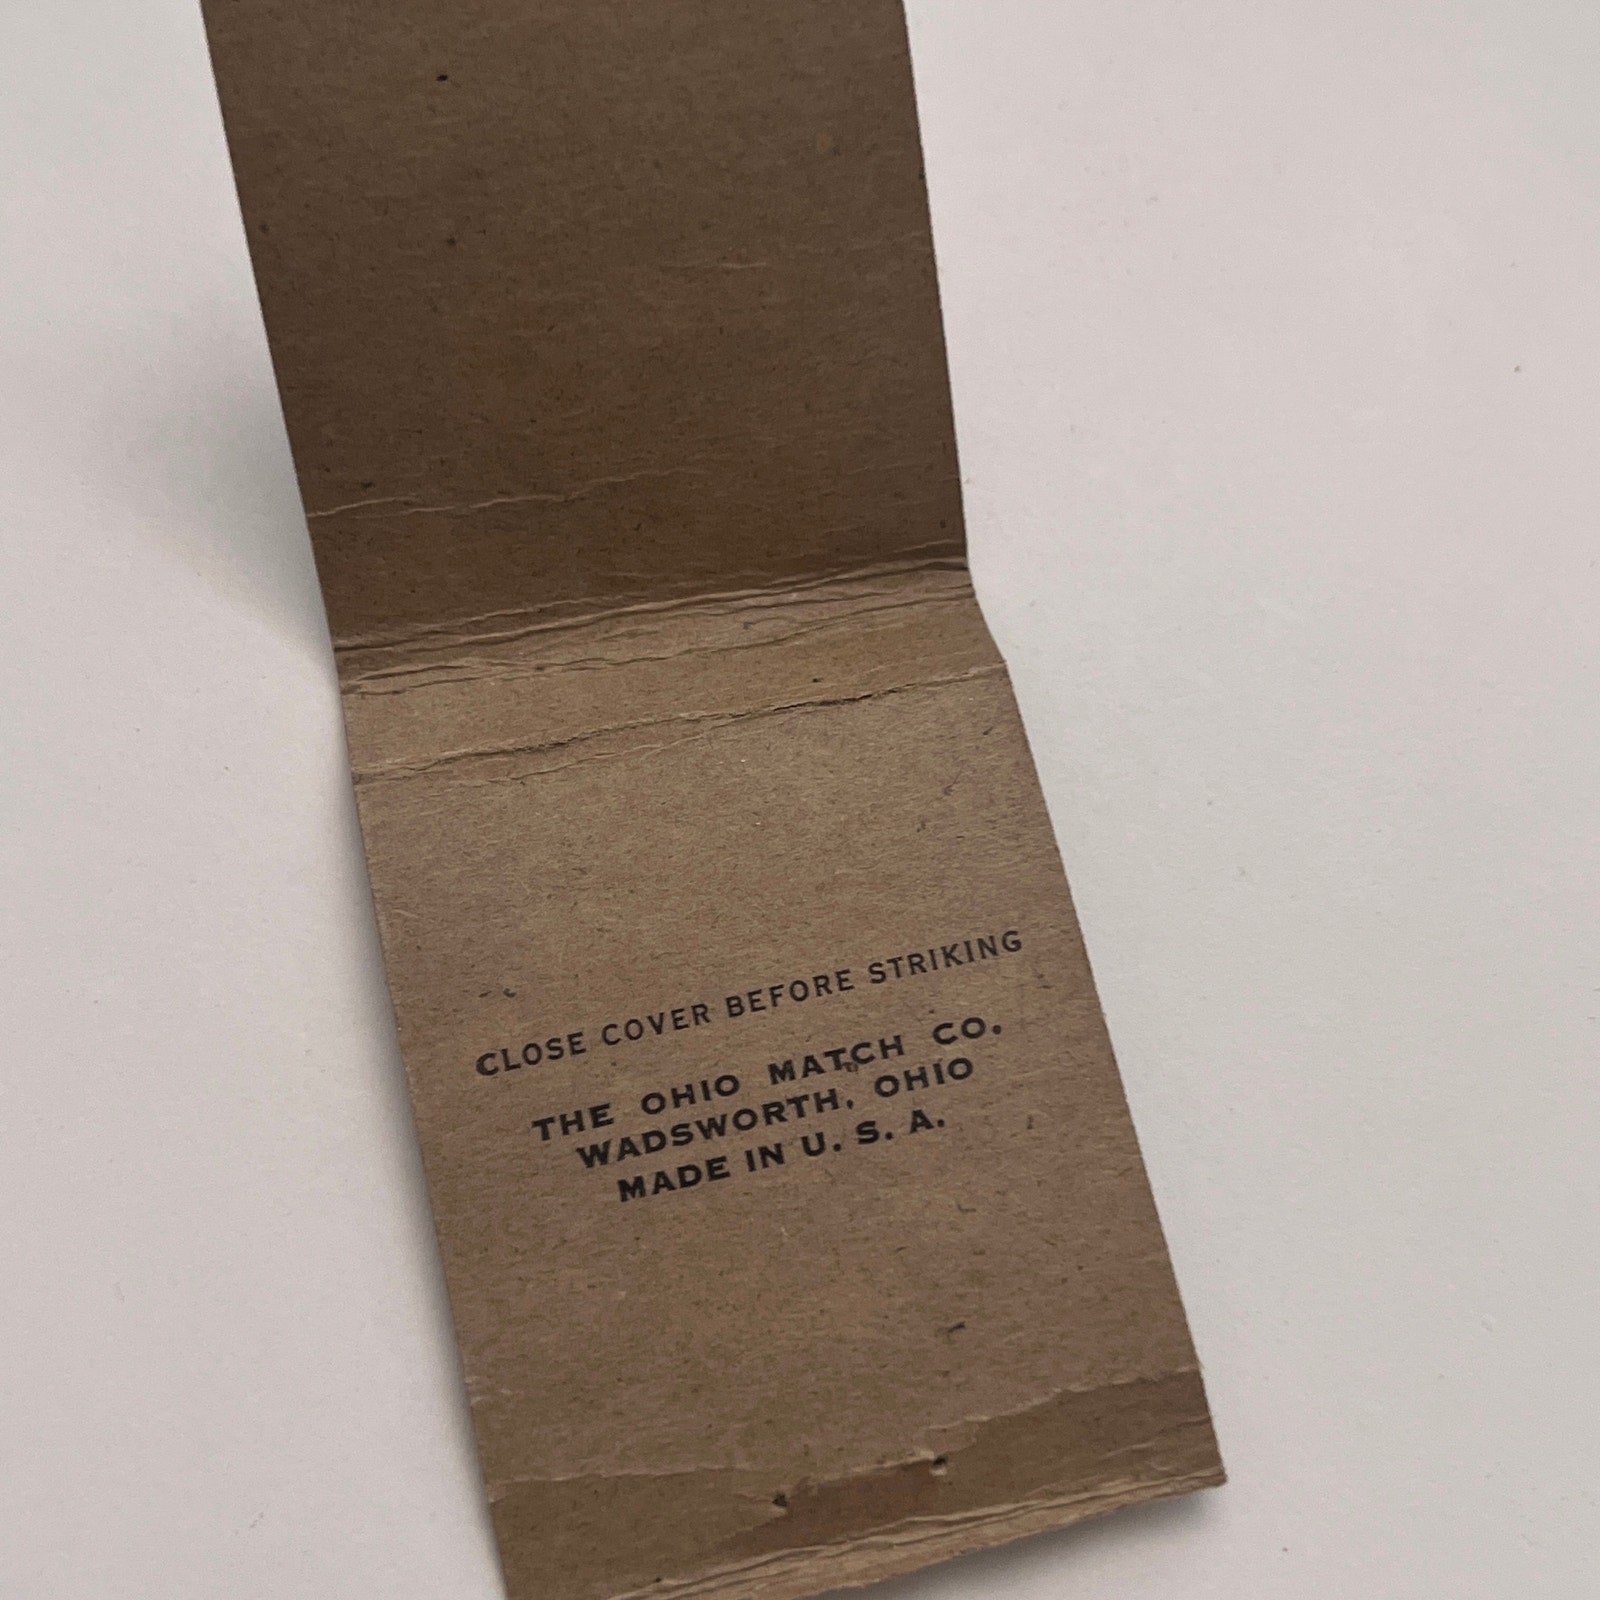 CLOSE COVER BEFORE STRIKING
THE OHIO MATCH CO.
WADSWORTH, OHIO
MADE IN U. S. A.